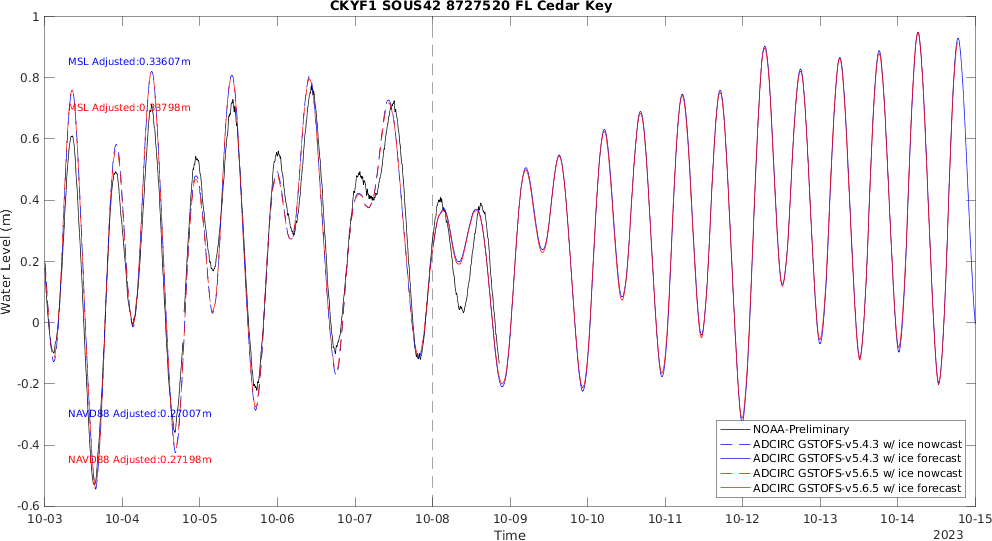 CKYF1 SOUS42 8727520 FL Cedar Key
Water Level (m)
1
0.8
0.6
0.4
0.2
0
-0.2
-0.4
-0.6
MSL Adjusted:0.33607m
MSL Adjusted:0.33798m
NAVD88 Adjusted:0.27007m
NAVD88 Adjusted:0.27198m
NOAA-Preliminary
ADCIRC GSTOFS-v5.4.3 w/ ice nowcast
ADCIRC GSTOFS-v5.4.3 w/ ice forecast
ADCIRC GSTOFS-v5.6.5 w/ ice nowcast
ADCIRC GSTOFS-v5.6.5 w/ ice forecast
10-03 10-04 10-05 10-06 10-07 10-08 10-09 10-10 10-11 10-12 10-13 10-14 10-15
Time
2023